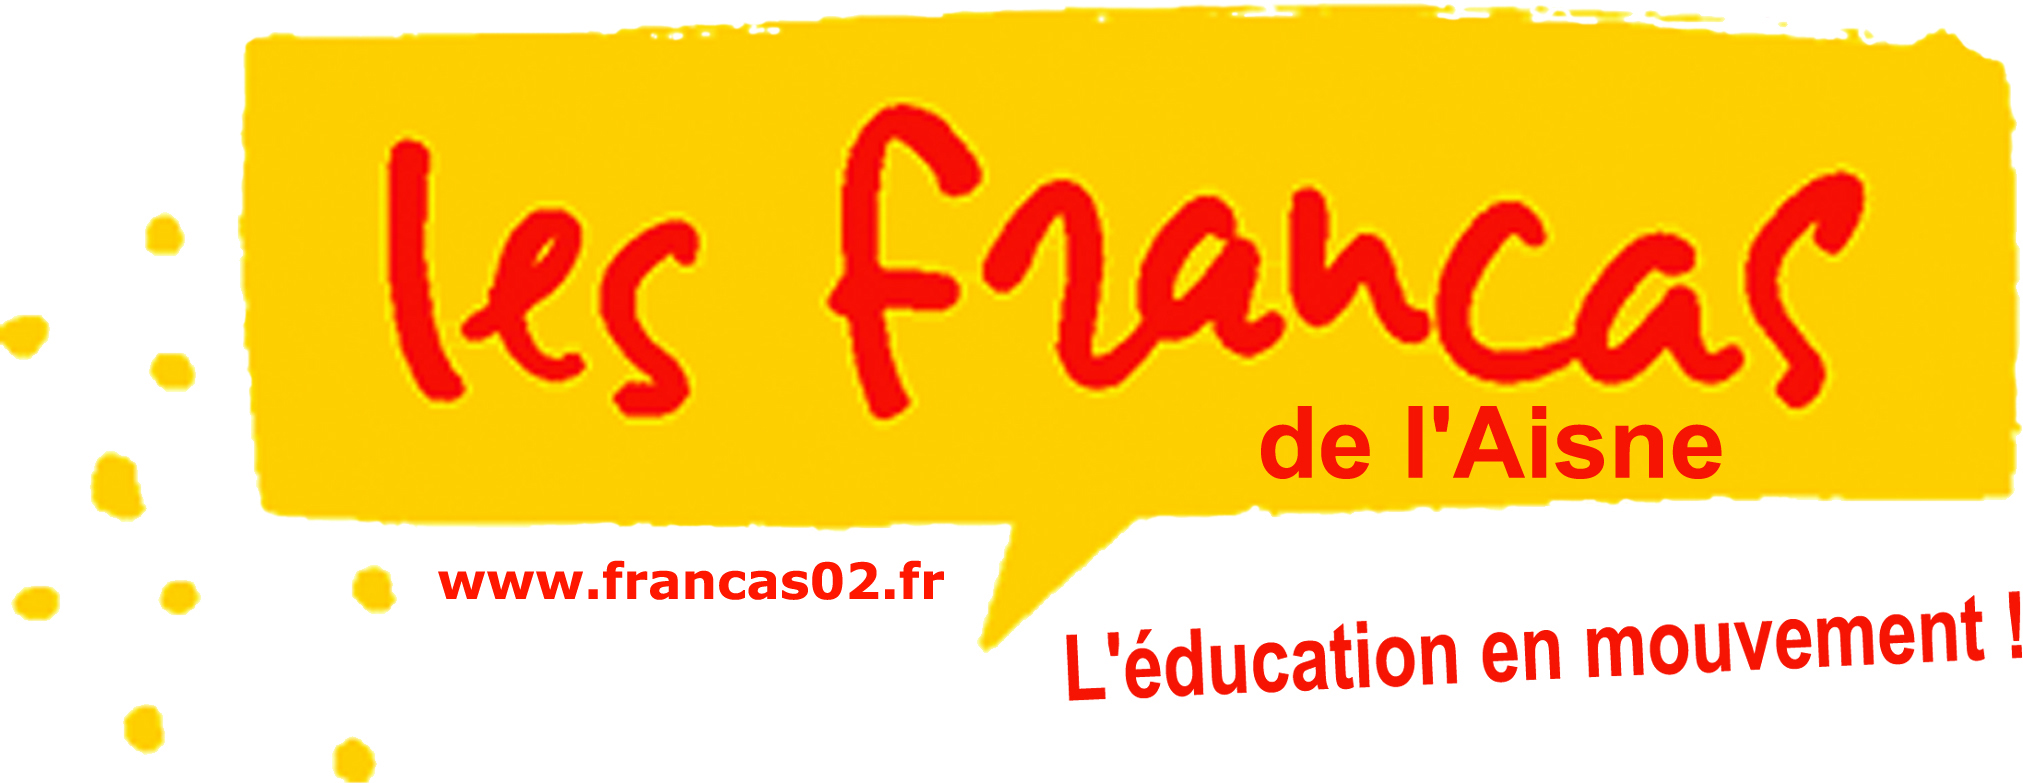 les francas
de l'Aisne
www.francas02.fr
L'éducation en mouvement !